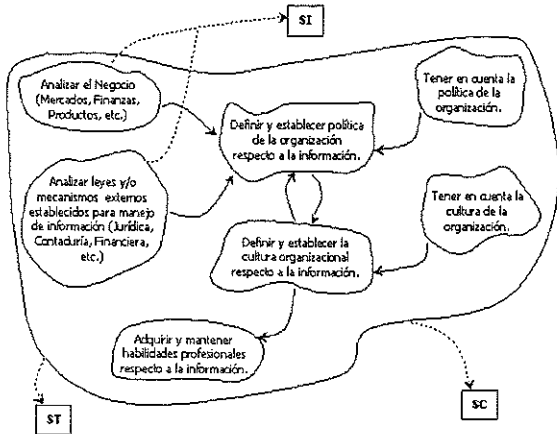 SI
Analizar el Negocio
(Mercados, Finanzas,
Productos, etc.)
Tener en cuenta la
política de la
organización.
Definir y establecer política
de la organización
respecto a la información.
Analizar leyes y/o
mecanismos externos
establecidos para manejo
de información (Jurídica,
Contaduría, Financiera,
etc.)
Tener en cuenta la
cultura de la
organización.
Definir y establecer la
cultura organizacional
respecto a la información.
Adquirir y mantener
habilidades profesionales
respecto a la información.
ST
SC